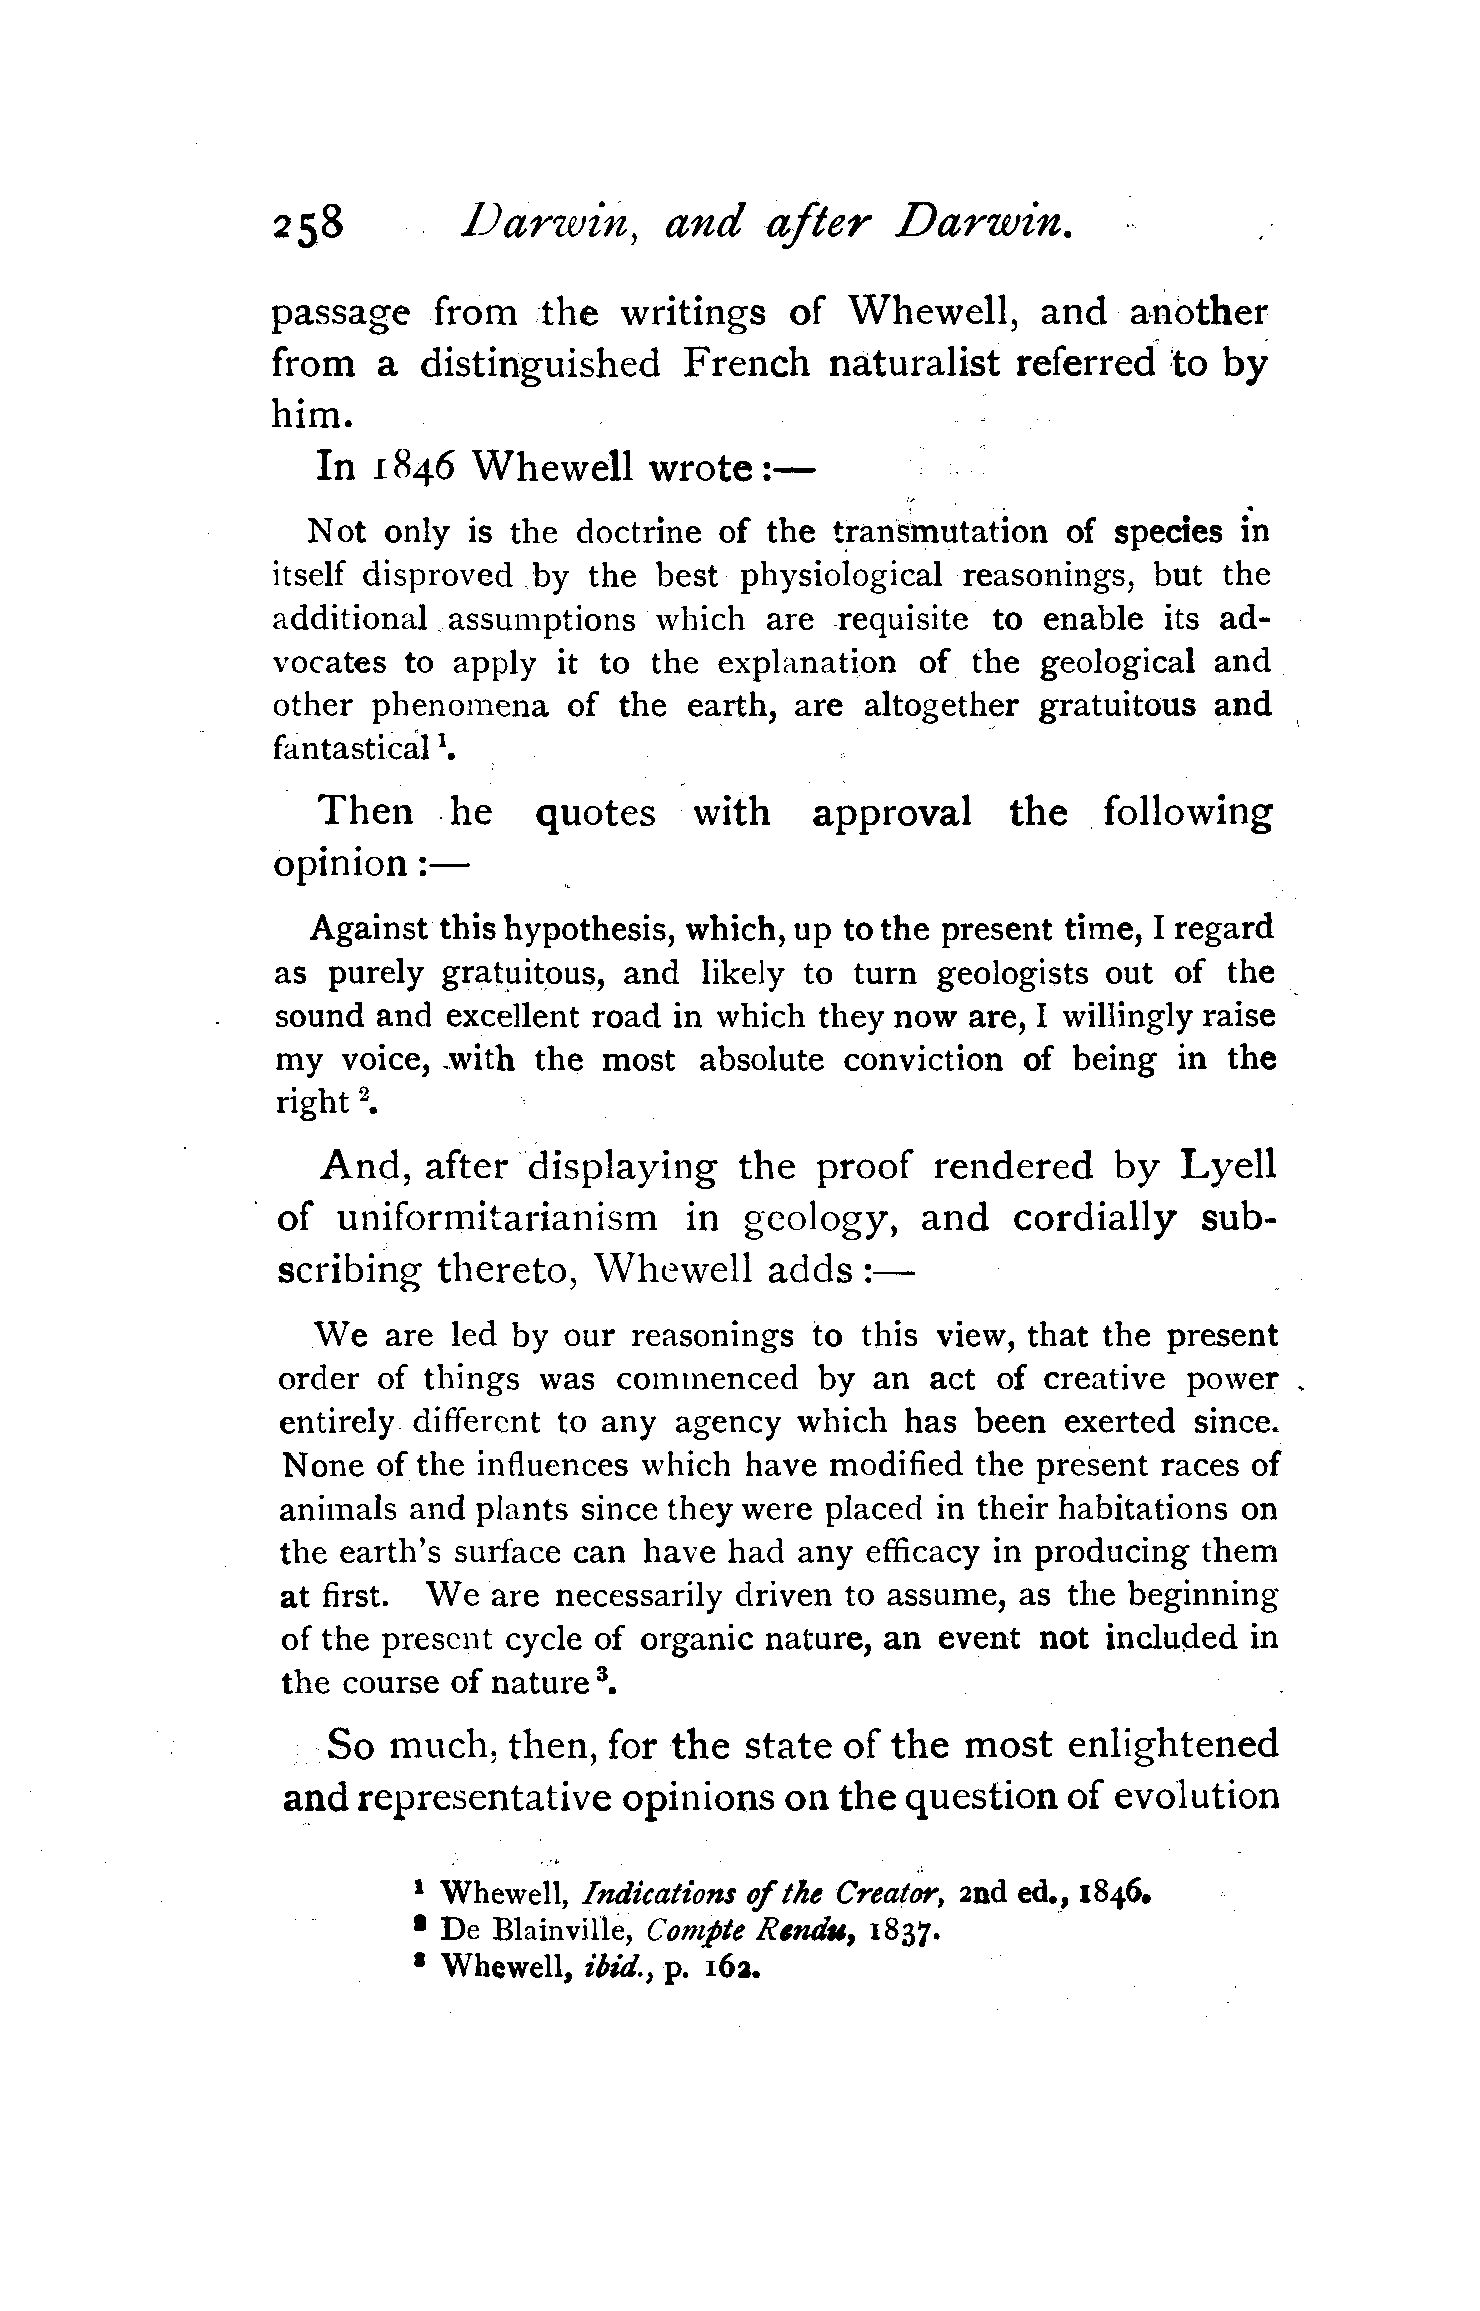 258 Darwin, and after Darwin.
passage from the writings of Whewell, and another
from a distinguished French naturalist referred to by
him.
In 1846 Whewell wrote :—
Not only is the doctrine of the transmutation of species in
itself disproved by the best physiological reasonings, but the
additional assumptions which are requisite to enable its ad-
vocates to apply it to the explanation of the geological and
other phenomena of the earth, are altogether gratuitous and
fantastical ¹.
Then he quotes with approval the following
opinion :—
Against this hypothesis, which, up to the present time, I regard
as purely gratuitous, and likely to turn geologists out of the
sound and excellent road in which they now are, I willingly raise
my voice, with the most absolute conviction of being in the
right ².
And, after displaying the proof rendered by Lyell
of uniformitarianism in geology, and cordially sub-
scribing thereto, Whewell adds :—
We are led by our reasonings to this view, that the present
order of things was commenced by an act of creative power
entirely different to any agency which has been exerted since.
None of the influences which have modified the present races of
animals and plants since they were placed in their habitations on
the earth's surface can have had any efficacy in producing them
at first. We are necessarily driven to assume, as the beginning
of the present cycle of organic nature, an event not included in
the course of nature ³.
So much, then, for the state of the most enlightened
and representative opinions on the question of evolution
¹ Whewell, Indications of the Creator, 2nd ed., 1846.
² De Blainville, Compte Rendu, 1837.
³ Whewell, ibid., p. 162.